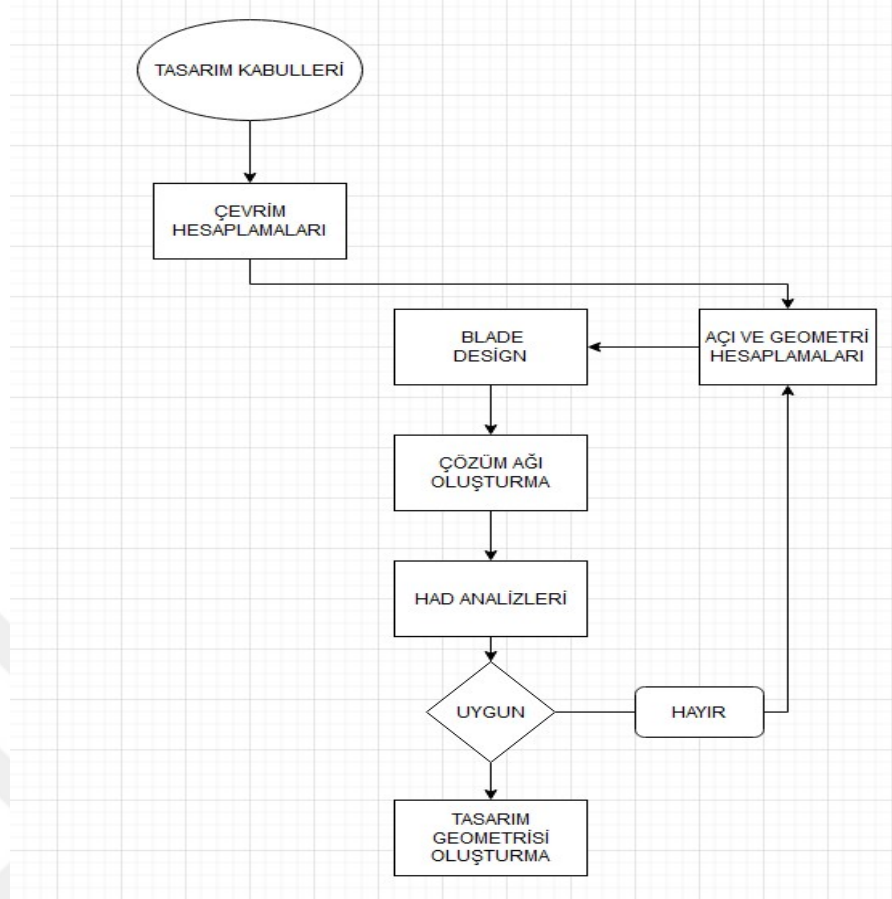 TASARIM KABULLERİ
ÇEVRİM
HESAPLAMALARI
AÇI VE GEOMETRİ
HESAPLAMALARI
BLADE
DESİGN
ÇÖZÜM AĞI
OLUŞTURMA
HAD ANALİZLERİ
UYGUN
HAYIR
TASARIM
GEOMETRİSİ
OLUŞTURMA